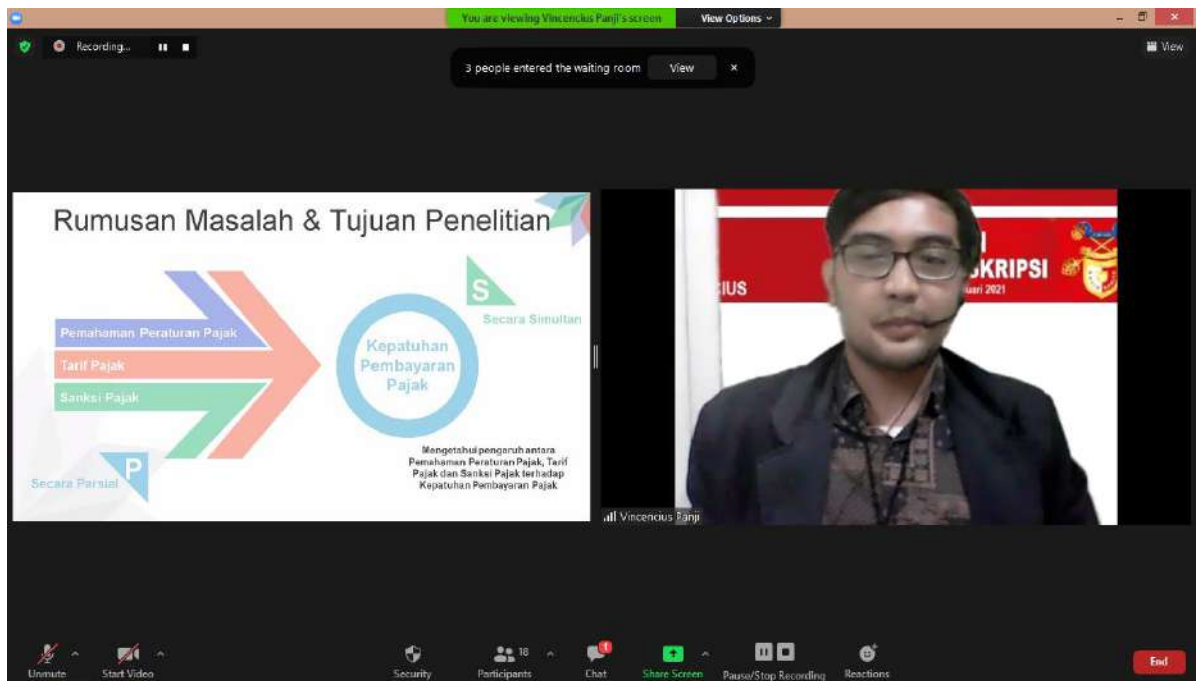 You are viewing Vincencius Panji's screen
View Options
Recording...
View
3 people entered the waiting room
View
Rumusan Masalah & Tujuan Penelitian
S
Secara Simultan
Pemahaman Peraturan Pajak
Tarif Pajak
Sanksi Pajak
Kepatuhan
Pembayaran
Pajak
P
Secara Parsial
Mengetahui pengaruh antara
Pemahaman Peraturan Pajak, Tarif
Pajak dan Sanksi Pajak terhadap
Kepatuhan Pembayaran Pajak
I
KRIPSI
IUS
uari 2021
Vincencius Panji
Unmute
Start Video
Security
18
Participants
1
Chat
Share Screen
Pause/Stop Recording
Reactions
End